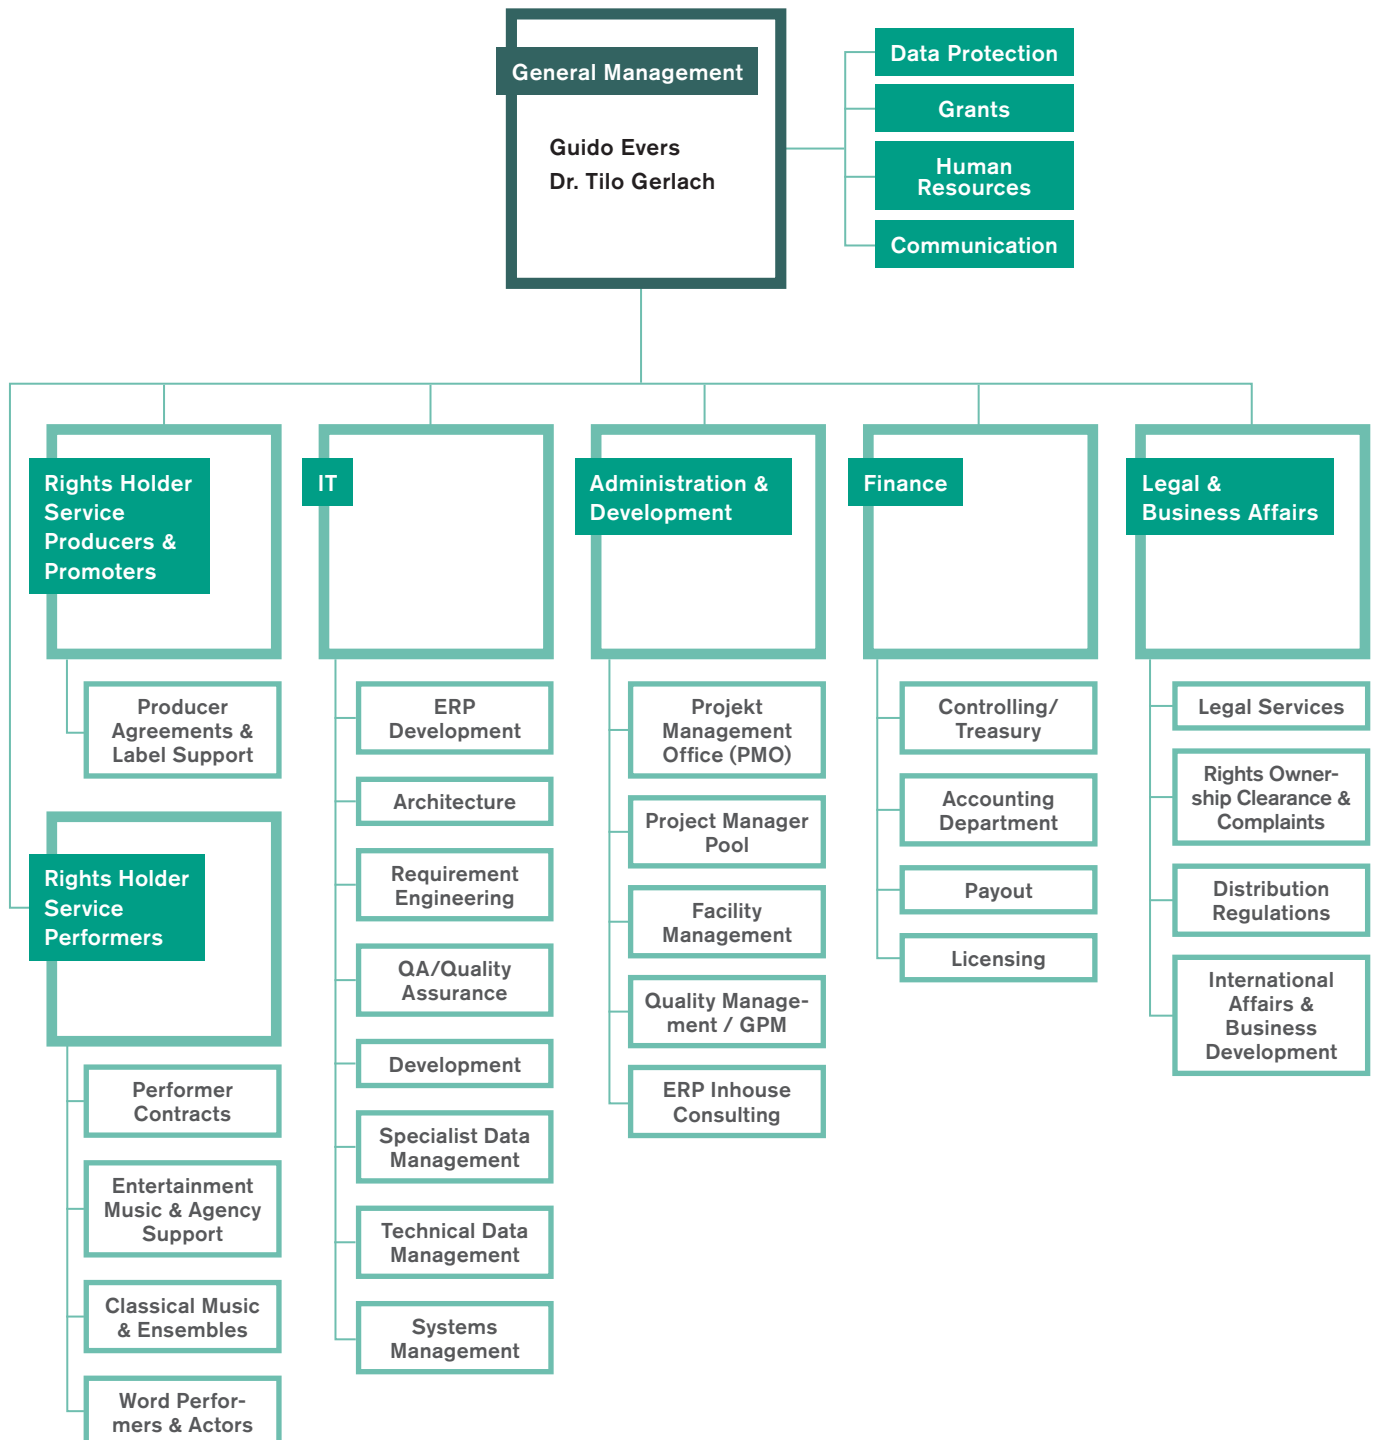 General Management
Guido Evers
Dr. Tilo Gerlach
Data Protection
Grants
Human
Resources
Communication
Rights Holder
Service
Producers &
Promoters
Producer
Agreements &
Label Support
Rights Holder
Service
Performers
Performer
Contracts
Entertainment
Music & Agency
Support
Classical Music
& Ensembles
Word Perfor-
mers & Actors
IT
ERP
Development
Architecture
Requirement
Engineering
QA/Quality
Assurance
Development
Specialist Data
Management
Technical Data
Management
Systems
Management
Administration &
Development
Projekt
Management
Office (PMO)
Project Manager
Pool
Facility
Management
Quality Manage-
ment / GPM
ERP Inhouse
Consulting
Finance
Controlling/
Treasury
Accounting
Department
Payout
Licensing
Legal &
Business Affairs
Legal Services
Rights Owner-
ship Clearance &
Complaints
Distribution
Regulations
International
Affairs &
Business
Development